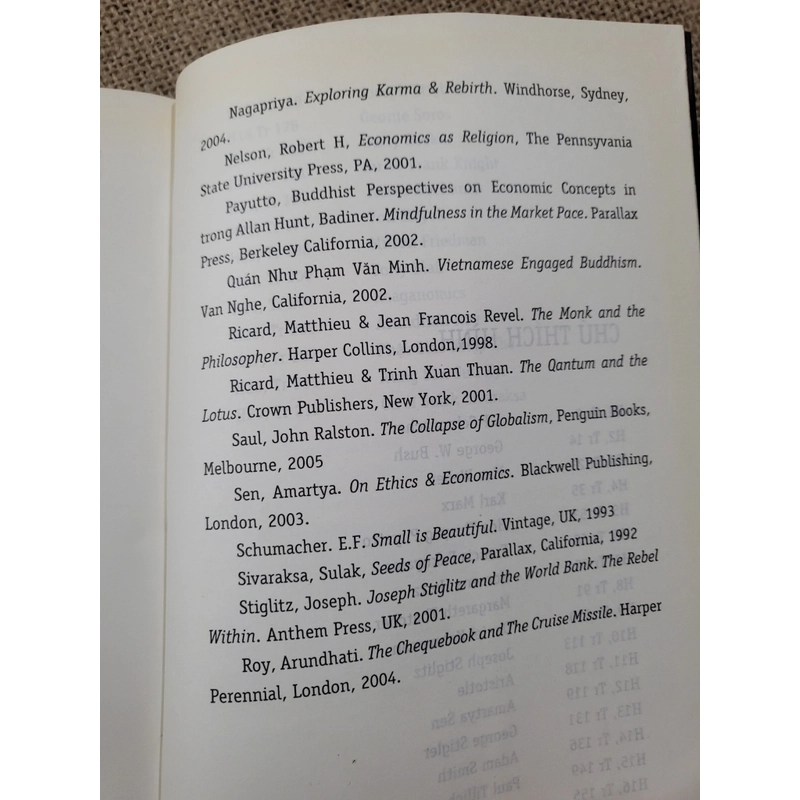 Nagapriya. Exploring Karma & Rebirth. Windhorse, Sydney,
2004.
Nelson, Robert H, Economics as Religion, The Pennsyvania
State University Press, PA, 2001.
Payutto, Buddhist Perspectives on Economic Concepts in
trong Allan Hunt, Badiner. Mindfulness in the Market Pace. Parallax
Press, Berkeley California, 2002.
Quán Như Phạm Văn Minh. Vietnamese Engaged Buddhism.
Van Nghe, California, 2002.
Ricard, Matthieu & Jean Francois Revel. The Monk and the
Philosopher. Harper Collins, London,1998.
Ricard, Matthieu & Trinh Xuan Thuan. The Qantum and the
Lotus. Crown Publishers, New York, 2001.
Saul, John Ralston. The Collapse of Globalism, Penguin Books,
Melbourne, 2005
Sen, Amartya. On Ethics & Economics. Blackwell Publishing,
London, 2003.
Schumacher. E.F. Small is Beautiful. Vintage, UK, 1993
Sivaraksa, Sulak, Seeds of Peace, Parallax, California, 1992
Stiglitz, Joseph. Joseph Stiglitz and the World Bank. The Rebel
Within. Anthem Press, UK, 2001.
Roy, Arundhati. The Chequebook and The Cruise Missile. Harper
Perennial, London, 2004.